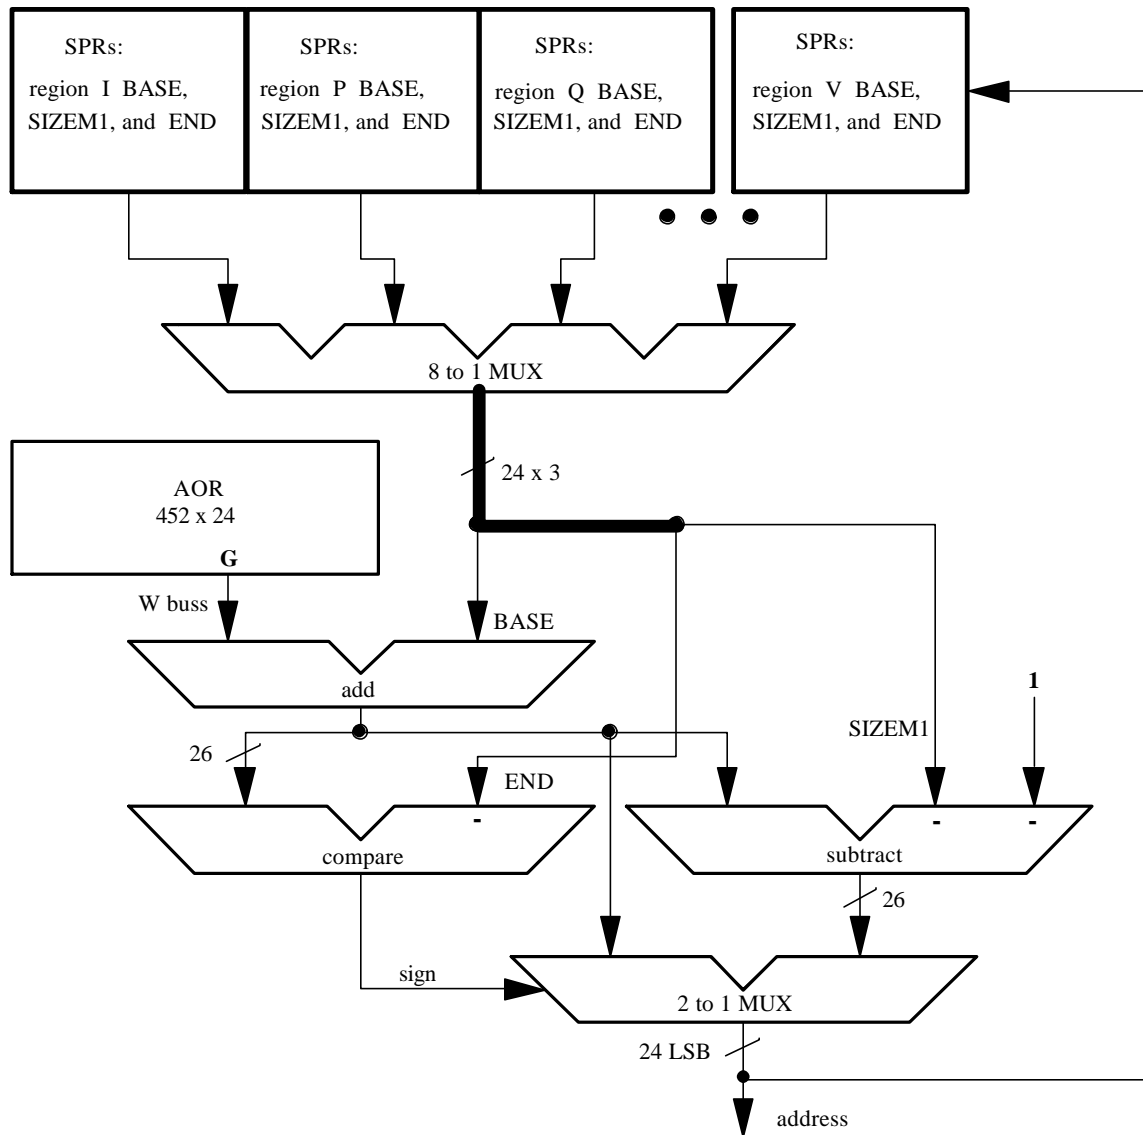 SPRs:
region I BASE,
SIZEM1, and END
SPRs:
region P BASE,
SIZEM1, and END
SPRs:
region Q BASE,
SIZEM1, and END
SPRs:
region V BASE,
SIZEM1, and END
8 to 1 MUX
24 x 3
AOR
452 x 24
G
W buss
BASE
add
1
SIZEM1
26
END
-
-
-
compare
subtract
26
sign
2 to 1 MUX
24 LSB
address